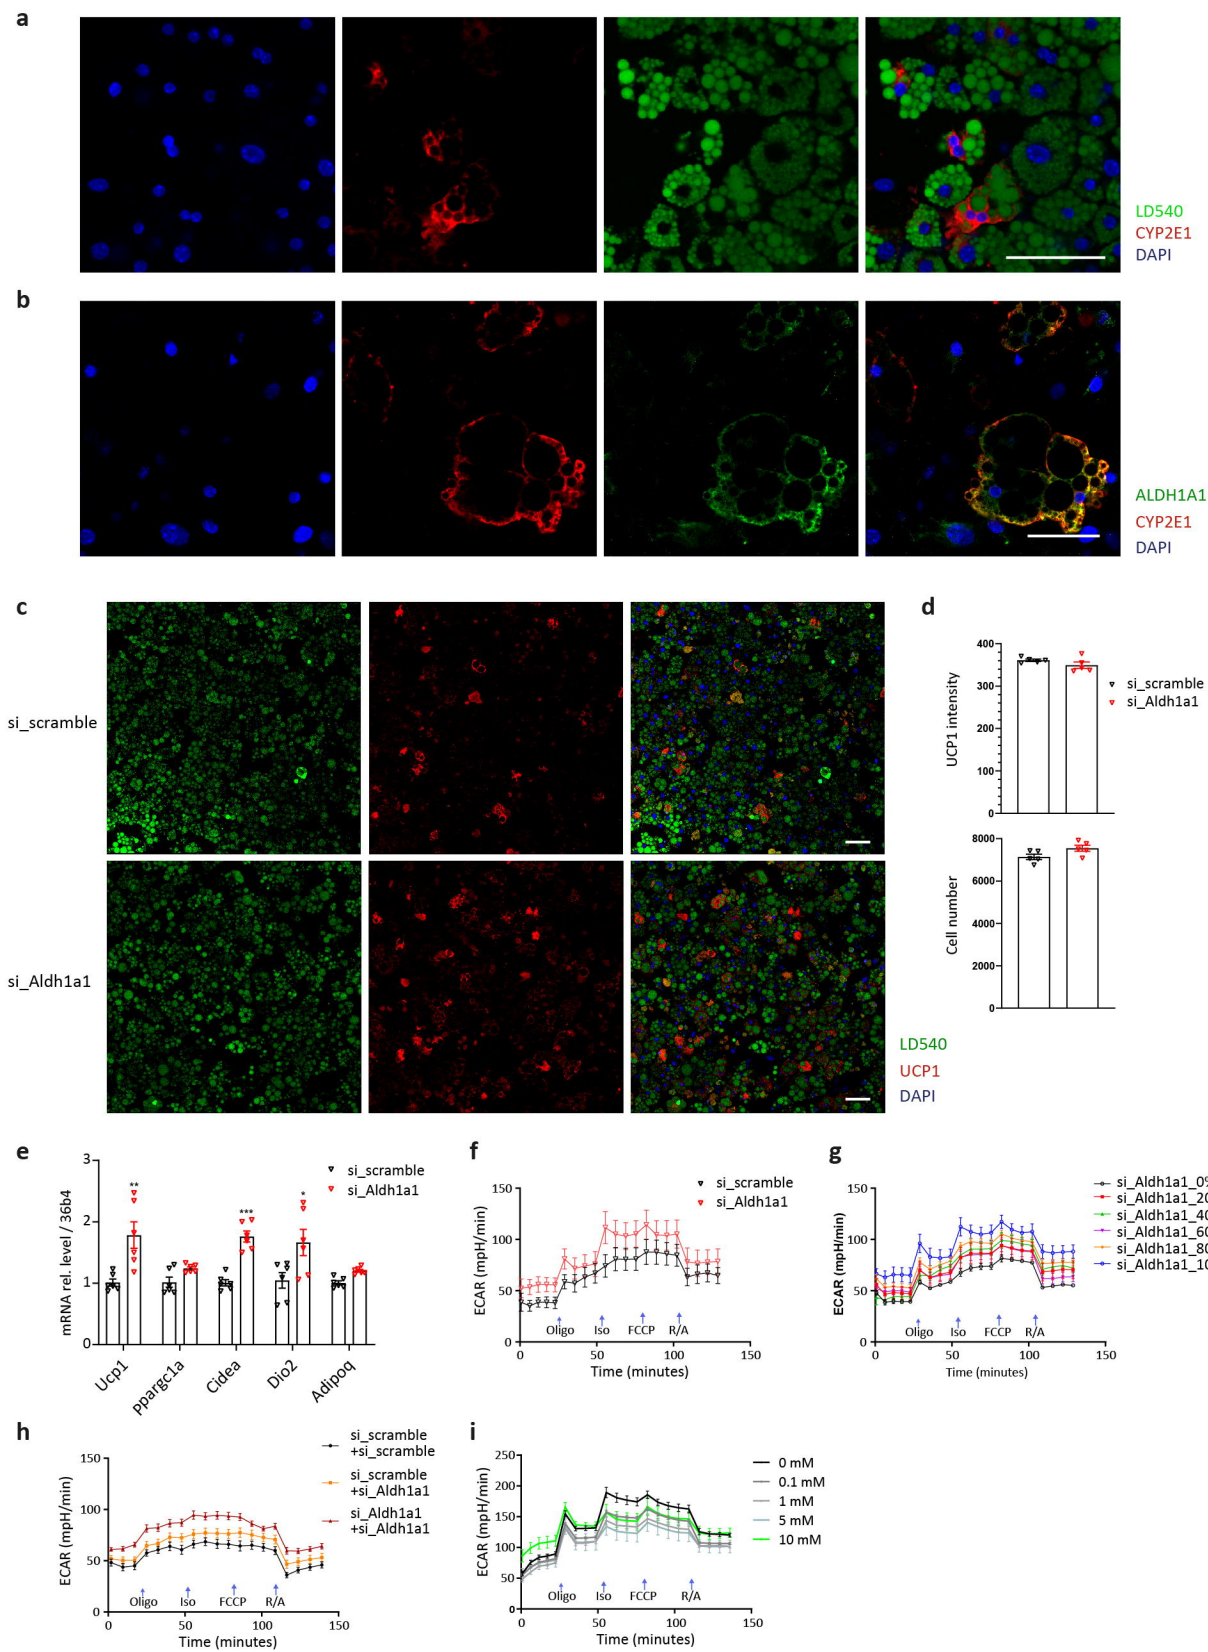 a
LD540
CYP2E1
DAPI
b
ALDH1A1
CYP2E1
DAPI
c
si_scramble
si_Aldh1a1
LD540
UCP1
DAPI
d
UCP1 intensity
400
300
200
100
0
si_scramble
si_Aldh1a1
Cell number
8000
6000
4000
2000
0
e
mRNA rel. level / 36b4
3
2
1
0
** *** *
si_scramble
si_Aldh1a1
Ucp1
Ppargc1a
Cidea
Dio2
Adipoq
f
ECAR (mpH/min)
150
100
50
0
si_scramble
si_Aldh1a1
Oligo Iso FCCP R/A
0 50 100 150
Time (minutes)
g
ECAR (mpH/min)
150
100
50
0
si_Aldh1a1_0%
si_Aldh1a1_20
si_Aldh1a1_40
si_Aldh1a1_60
si_Aldh1a1_80
si_Aldh1a1_10
Oligo Iso FCCP R/A
0 50 100 150
Time (minutes)
h
ECAR (mpH/min)
150
100
50
0
si_scramble
+si_scramble
si_scramble
+si_Aldh1a1
si_Aldh1a1
+si_Aldh1a1
Oligo Iso FCCP R/A
0 50 100 150
Time (minutes)
i
ECAR (mpH/min)
250
200
150
100
50
0
0 mM
0.1 mM
1 mM
5 mM
10 mM
Oligo Iso FCCP R/A
0 50 100 150
Time (minutes)